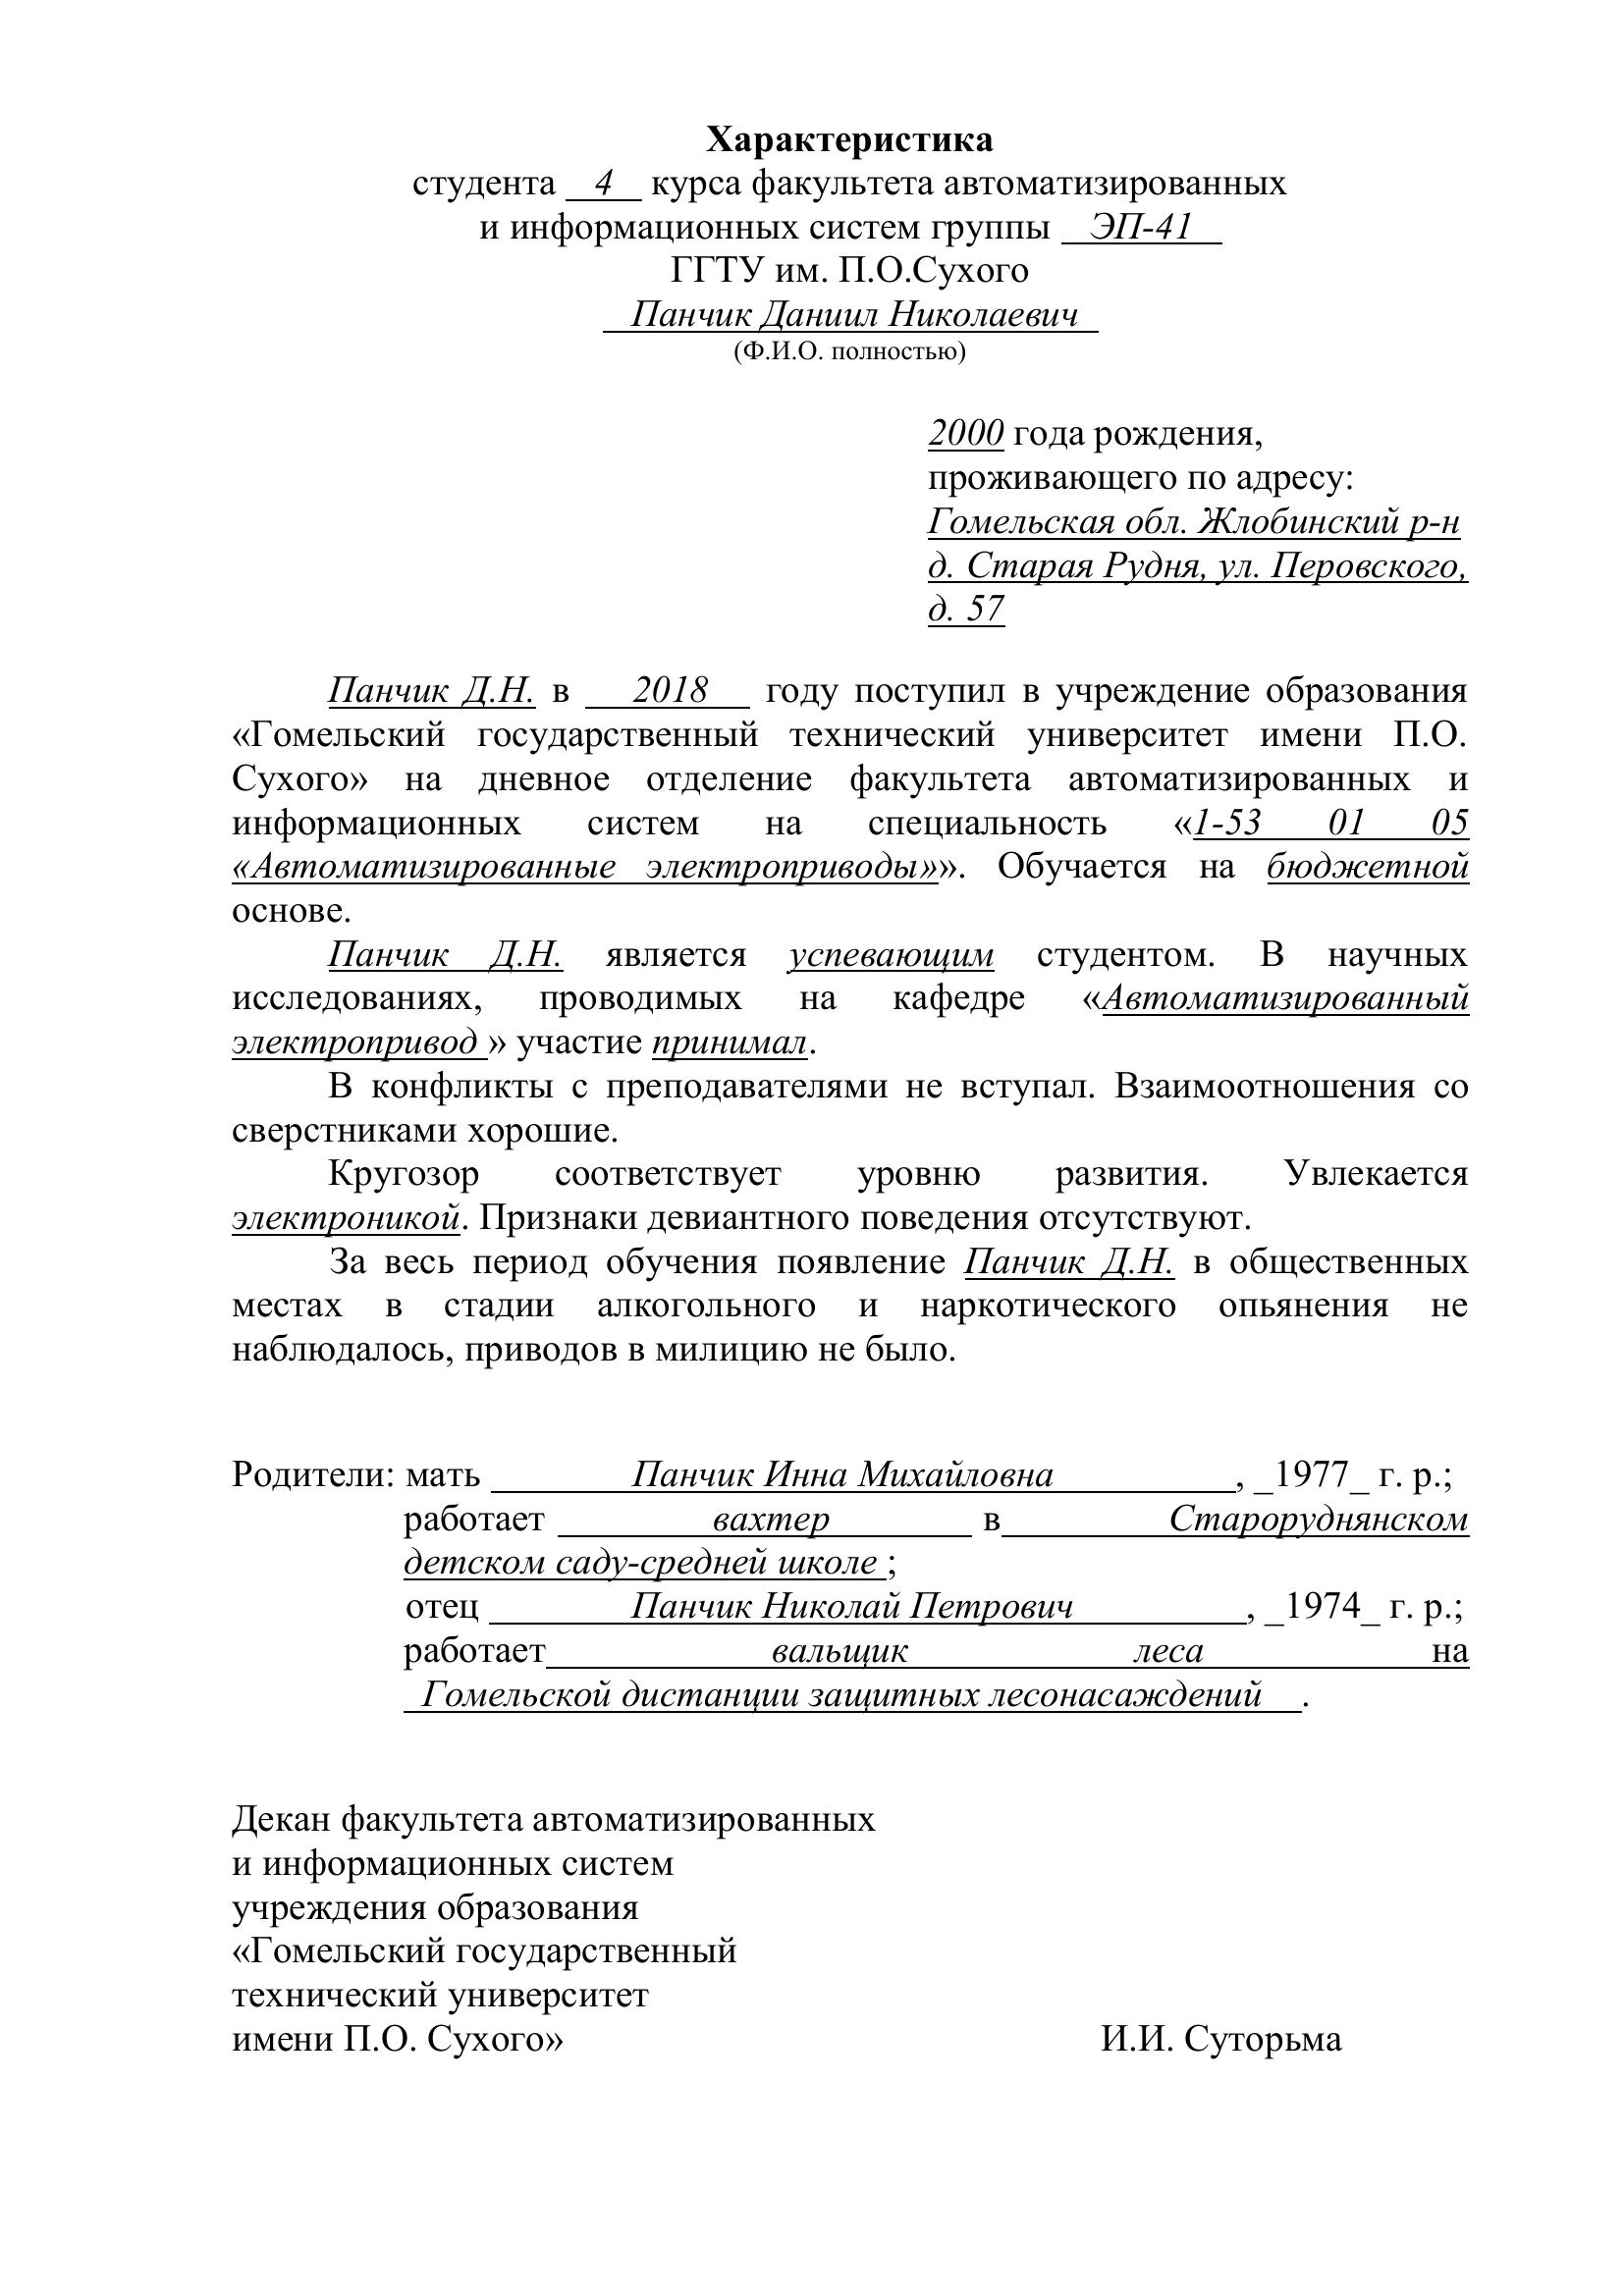 Характеристика
студента 4 курса факультета автоматизированных
и информационных систем группы ЭП-41
ГГТУ им. П.О.Сухого
Панчик Даниил Николаевич
(Ф.И.О. полностью)
2000 года рождения,
проживающего по адресу:
Гомельская обл. Жлобинский р-н
д. Старая Рудня, ул. Перовского,
д. 57
Панчик Д.Н. в 2018 году поступил в учреждение образования
«Гомельский государственный технический университет имени П.О.
Сухого» на дневное отделение факультета автоматизированных и
информационных систем на специальность «1-53 01 05
«Автоматизированные электроприводы»». Обучается на бюджетной
основе.
Панчик Д.Н. является успевающим студентом. В научных
исследованиях, проводимых на кафедре «Автоматизированный
электропривод » участие принимал.
В конфликты с преподавателями не вступал. Взаимоотношения со
сверстниками хорошие.
Кругозор соответствует уровню развития. Увлекается
электроникой. Признаки девиантного поведения отсутствуют.
За весь период обучения появление Панчик Д.Н. в общественных
местах в стадии алкогольного и наркотического опьянения не
наблюдалось, приводов в милицию не было.
Родители: мать Панчик Инна Михайловна , _1977_ г. р.;
работает вахтер в Староруднянском
детском саду-средней школе ;
отец Панчик Николай Петрович , _1974_ г. р.;
работает вальщик леса на
Гомельской дистанции защитных лесонасаждений .
Декан факультета автоматизированных
и информационных систем
учреждения образования
«Гомельский государственный
технический университет
имени П.О. Сухого» И.И. Суторьма